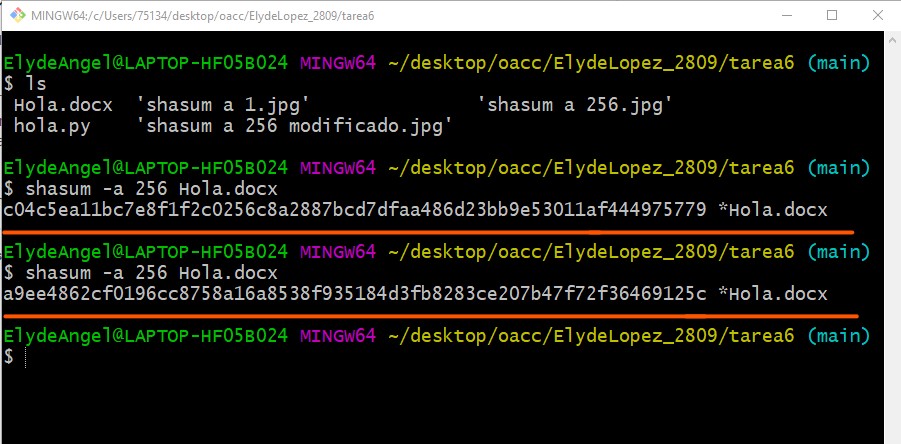 MINGW64:/c/Users/75134/desktop/oacc/ElydeLopez_2809/tarea6
ElydeAngel@LAPTOP-HF05B024 MINGW64 ~/desktop/oacc/ElydeLopez_2809/tarea6 (main)
$ ls
Hola.docx  'shasum a 1.jpg'                'shasum a 256.jpg'
hola.py    'shasum a 256 modificado.jpg'
ElydeAngel@LAPTOP-HF05B024 MINGW64 ~/desktop/oacc/ElydeLopez_2809/tarea6 (main)
$ shasum -a 256 Hola.docx
c04c5ea11bc7e8f1f2c0256c8a2887bcd7dfaa486d23bb9e53011af444975779 *Hola.docx
ElydeAngel@LAPTOP-HF05B024 MINGW64 ~/desktop/oacc/ElydeLopez_2809/tarea6 (main)
$ shasum -a 256 Hola.docx
a9ee4862cf0196cc8758a16a8538f935184d3fb8283ce207b47f72f36469125c *Hola.docx
ElydeAngel@LAPTOP-HF05B024 MINGW64 ~/desktop/oacc/ElydeLopez_2809/tarea6 (main)
$